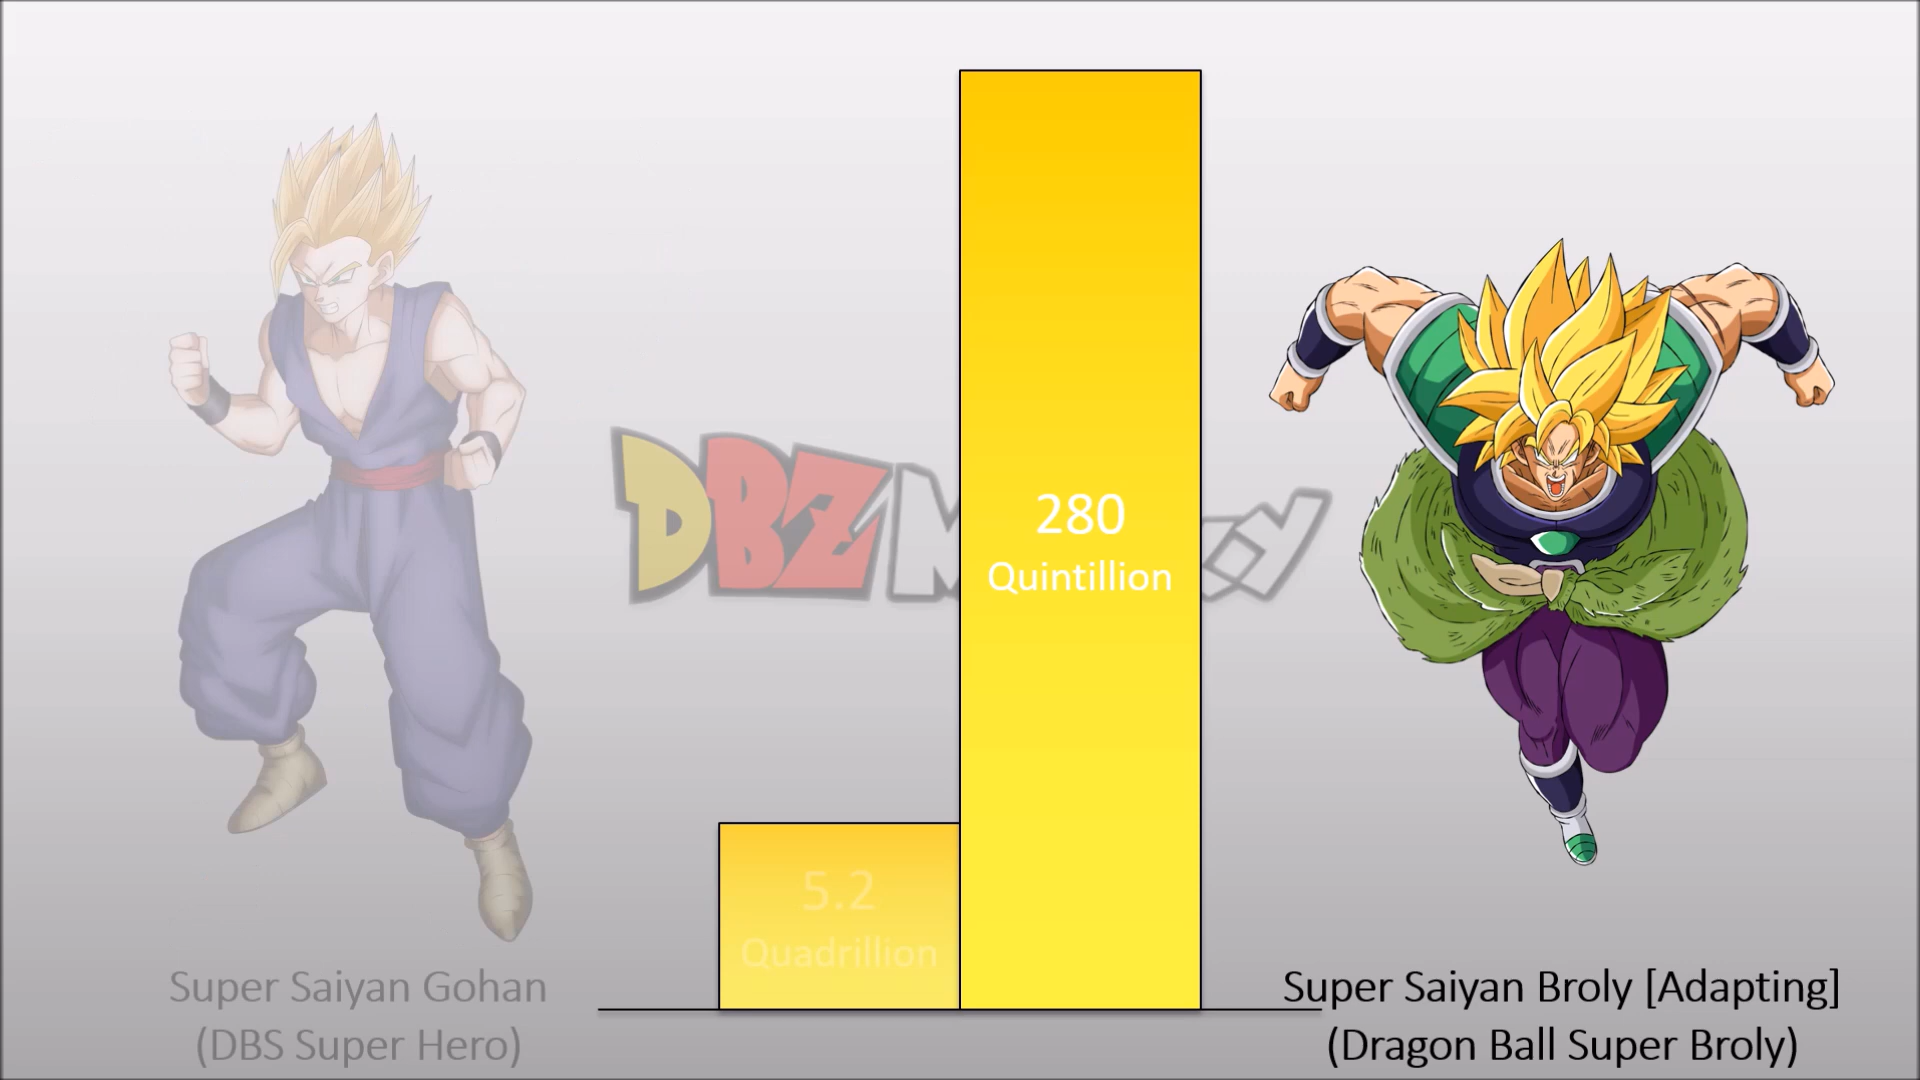 DBZ M
280
Quintillion
5.2
Quadrillion
Super Saiyan Gohan
(DBS Super Hero)
Super Saiyan Broly [Adapting]
(Dragon Ball Super Broly)